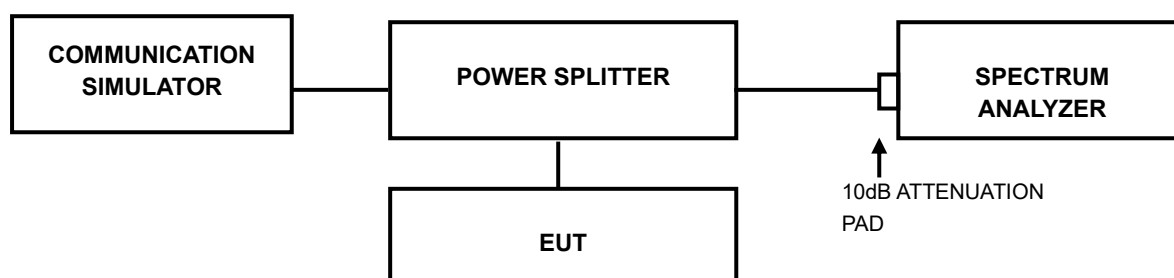 COMMUNICATION
SIMULATOR
POWER SPLITTER
SPECTRUM
ANALYZER
10dB ATTENUATION
PAD
EUT